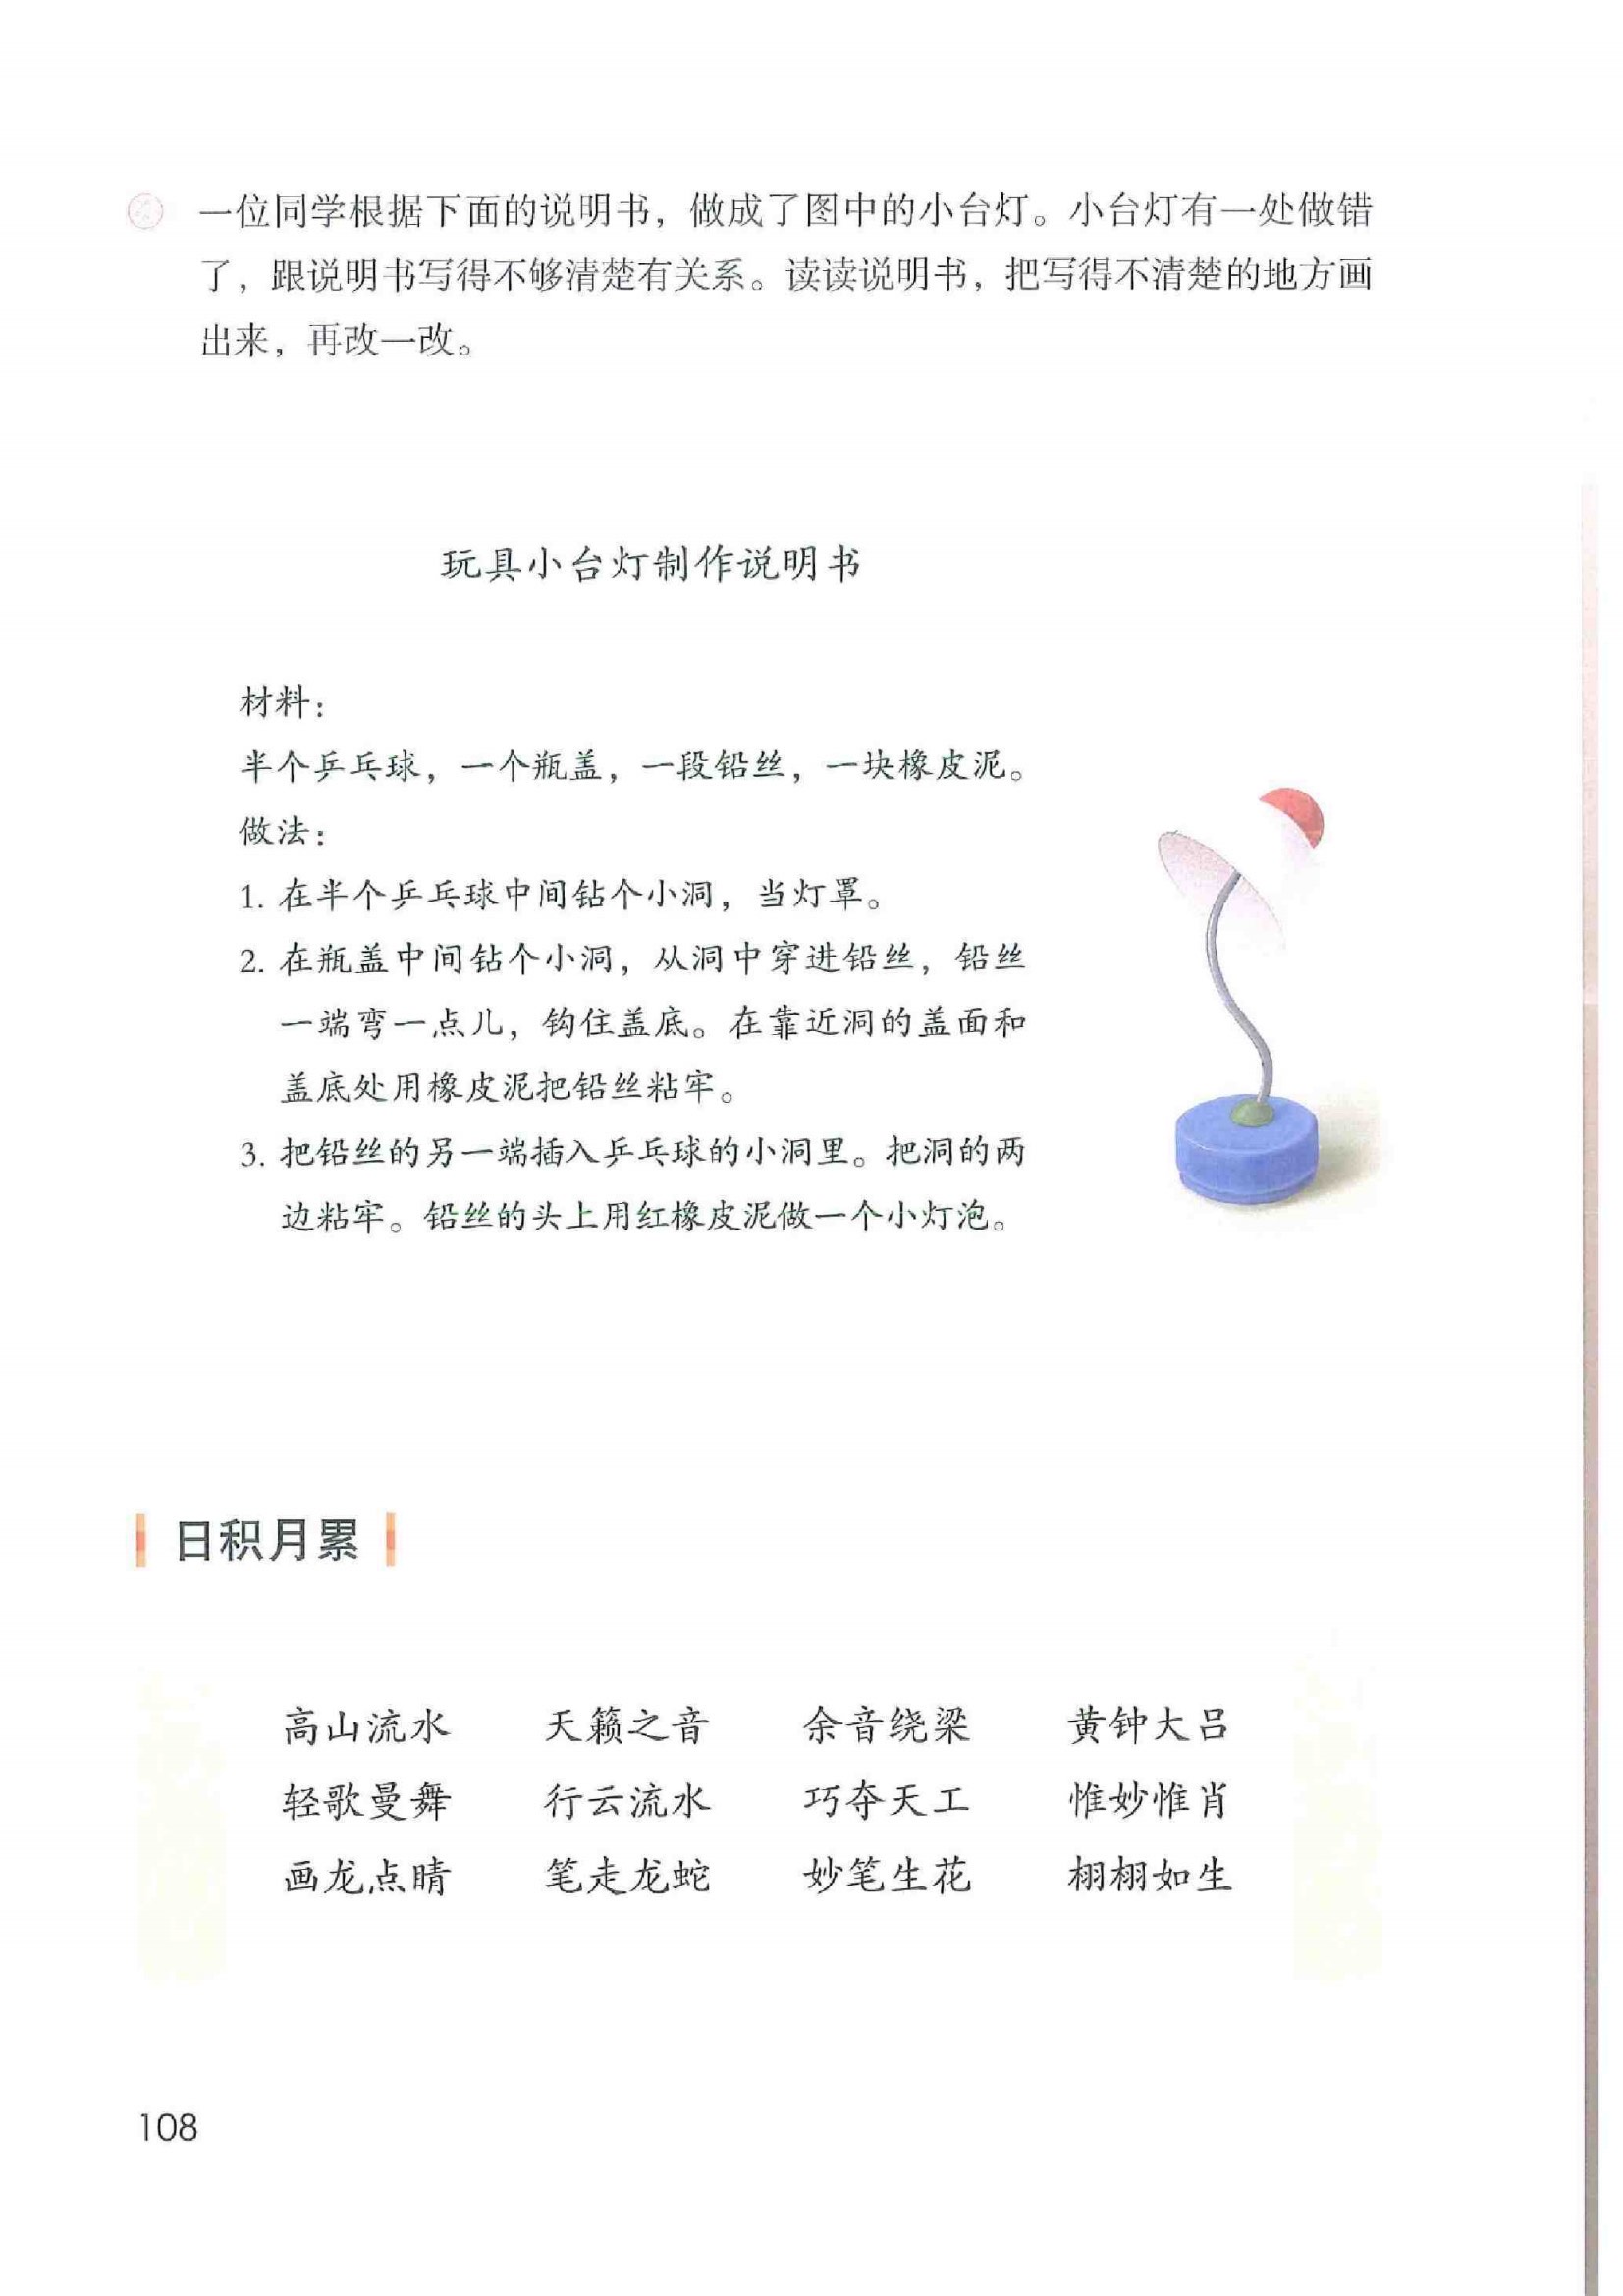 一位同学根据下面的说明书，做成了图中的小台灯。小台灯有一处做错
了，跟说明书写得不够清楚有关系。读读说明书，把写得不清楚的地方画
出来，再改一改。
玩具小台灯制作说明书
材料：
半个乒乓球，一个瓶盖，一段铅丝，一块橡皮泥。
做法：
1. 在半个乒乓球中间钻个小洞，当灯罩。
2. 在瓶盖中间钻个小洞，从洞中穿进铅丝，铅丝
一端弯一点儿，钩住盖底。在靠近洞的盖面和
盖底处用橡皮泥把铅丝粘牢。
3. 把铅丝的另一端插入乒乓球的小洞里。把洞的两
边粘牢。铅丝的头上用红橡皮泥做一个小灯泡。
日积月累
高山流水 天籁之音 余音绕梁 黄钟大吕
轻歌曼舞 行云流水 巧夺天工 惟妙惟肖
画龙点睛 笔走龙蛇 妙笔生花 栩栩如生
108